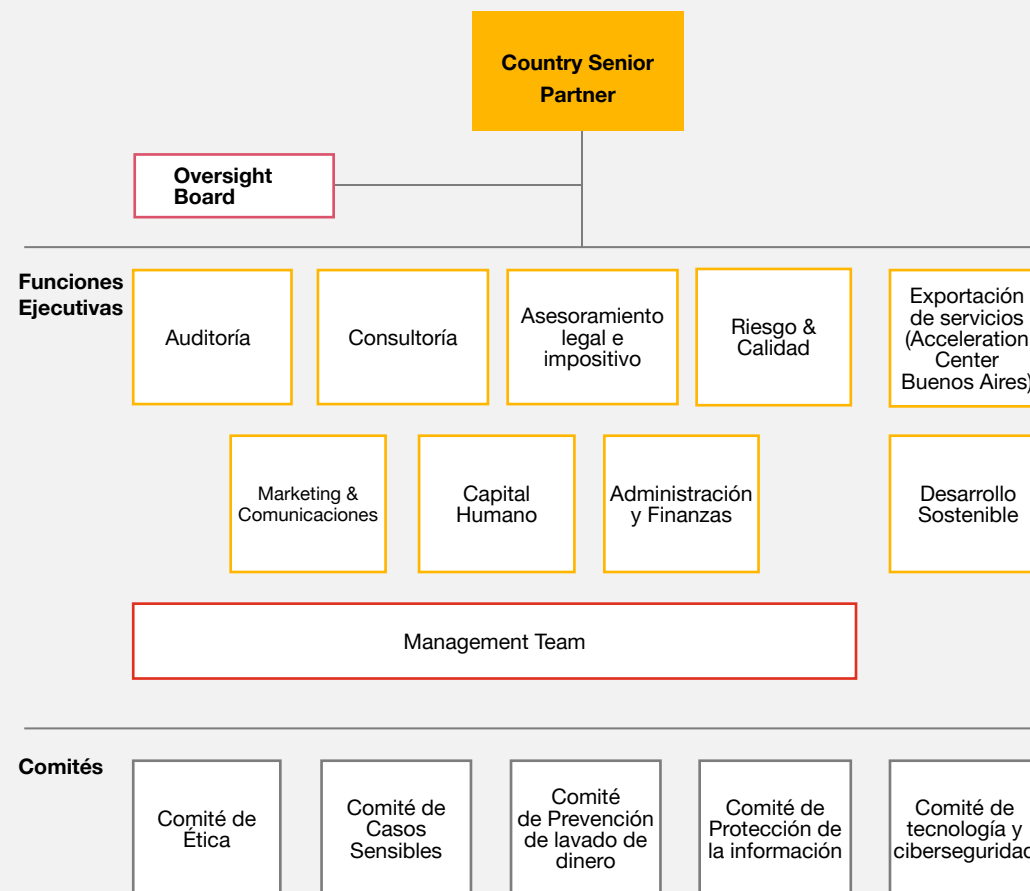 Country Senior
Partner
Oversight
Board
Funciones
Ejecutivas
Auditoría
Consultoría
Asesoramiento
legal e
impositivo
Riesgo &
Calidad
Exportación
de servicios
(Acceleration
Center
Buenos Aires)
Marketing &
Comunicaciones
Capital
Humano
Administración
y Finanzas
Desarrollo
Sostenible
Management Team
Comités
Comité de
Ética
Comité de
Casos
Sensibles
Comité
de Prevención
de lavado de
dinero
Comité de
Protección de
la información
Comité de
tecnología y
ciberseguridad